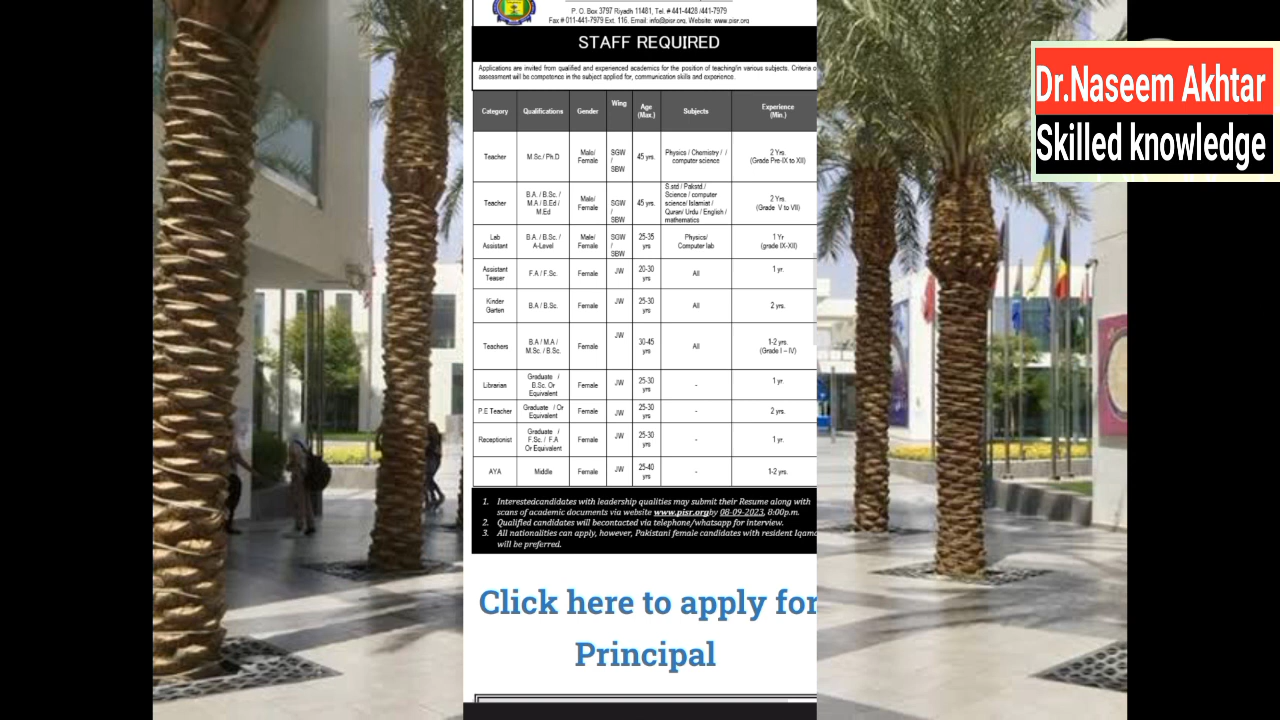 P. O. Box 3797 Riyadh 11481, Tel. # 441-4428 /441-7979
Fax # 011-441-7979 Ext. 116. Email: info@pisr.org, Website: www.pisr.org
STAFF REQUIRED
Applications are invited from qualified and experienced academics for the position of teaching/in various subjects. Criteria o
assessment will be competence in the subject applied for, communication skills and experience.
Category Qualifications Gender Wing Age (Max.) Subjects Experience (Min.)
Teacher M.Sc./ Ph.D Male/ Female SGW / SBW 45 yrs. Physics / Chemistry / / computer science 2 Yrs. (Grade Pre-IX to XII)
Teacher B.A. / B.Sc. / M.A / B.Ed / M.Ed Male/ Female SGW / SBW 45 yrs. S.std / Pakstd / Science / computer science/ Islamiat / Quran/ Urdu / English / mathematics 2 Yrs. (Grade V to VII)
Lab Assistant B.A. / B.Sc. / A-Level Male/ Female SGW / SBW 25-35 yrs Physics/ Computer lab 1 Yr. (grade IX-XII)
Assistant Teaser F.A / F.Sc. Female JW 20-30 yrs All 1 yr.
Kinder Garten B.A / B.Sc. Female JW 25-30 yrs All 2 yrs.
Teachers B.A / M.A / M.Sc. / B.Sc. Female JW 30-45 yrs All 1-2 yrs. (Grade I – IV)
Librarian Graduate / B.Sc. Or Equivalent Female JW 25-30 yrs - 1 yr.
P.E Teacher Graduate / Or Equivalent Female JW 25-30 yrs - 2 yrs.
Receptionist Graduate / F.Sc. / F.A Or Equivalent Female JW 25-30 yrs - 1 yr.
AYA Middle Female JW 25-40 yrs - 1-2 yrs.
1. Interestedcandidates with leadership qualities may submit their Resume along with
scans of academic documents via website www.pisr.orgby 08-09-2023, 8:00p.m.
2. Qualified candidates will becontacted via telephone/whatsapp for interview.
3. All nationalities can apply, however, Pakistani female candidates with resident Iqama
will be preferred.
Click here to apply for
Principal
Dr.Naseem Akhtar
Skilled knowledge